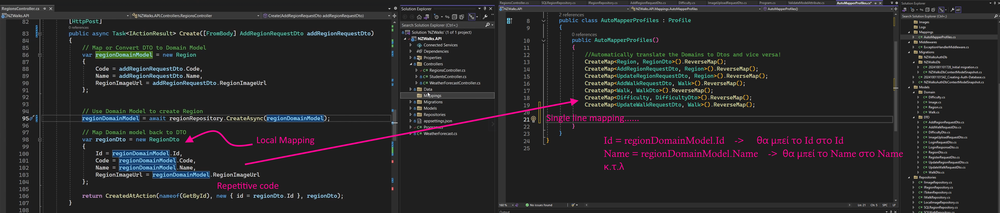 RegionsController.cs
NZWalks.API
NZWalks.API.Controllers.RegionsController
Create(AddRegionRequestDto addRegionRequestDto)
82 [HttpPost]
0 references
83 public async Task<IActionResult> Create([FromBody] AddRegionRequestDto addRegionRequestDto)
84 {
85 // Map or Convert DTO to Domain Model
86 var regionDomainModel = new Region
87 {
88 Code = addRegionRequestDto.Code,
89 Name = addRegionRequestDto.Name,
90 RegionImageUrl = addRegionRequestDto.RegionImageUrl
91 };
92
93
94 // Use Domain Model to create Region
95 regionDomainModel = await regionRepository.CreateAsync(regionDomainModel);
96
97 // Map Domain model back to DTO
98 var regionDto = new RegionDto
99 {
100 Id = regionDomainModel.Id,
101 Code = regionDomainModel.Code,
102 Name = regionDomainModel.Name,
103 RegionImageUrl = regionDomainModel.RegionImageUrl
104 };
105
106 return CreatedAtAction(nameof(GetById), new { id = regionDto.Id }, regionDto);
107 }
108
Local Mapping
Repetitive code
Solution Explorer
Search Solution Explorer (Ctrl+;)
Solution 'NZWalks' (1 of 1 project)
NZWalks.API
Connected Services
Dependencies
Properties
Controllers
RegionsController.cs
StudentsController.cs
WeatherForecastController.cs
Data
Mappings
Migrations
Models
Repositories
appsettings.json
Program.cs
WeatherForecast.cs
RegionsController.cs
SQLRegionRepository.cs
IRegionRepository.cs
AddRegionRequestDto.cs
Difficulty.cs
ImageUploadRequestDto.cs
Program.cs
ValidateModelAttribute.cs
AutoMapperProfiles.cs*
NZWalks.API
NZWalks.API.Mappings.AutoMapperProfiles
AutoMapperProfiles()
2 references
8 public class AutoMapperProfiles : Profile
9 {
0 references
10 public AutoMapperProfiles()
11 {
12 //Automatically translate the Domains to Dtos and vice versa!
13 CreateMap<Region, RegionDto>().ReverseMap();
14 CreateMap<AddRegionRequestDto, Region>().ReverseMap();
15 CreateMap<UpdateRegionRequestDto, Region>().ReverseMap();
16 CreateMap<AddWalkRequestDto, Walk>().ReverseMap();
17 CreateMap<Walk, WalkDto>().ReverseMap();
18 CreateMap<Difficulty, DifficultyDto>().ReverseMap();
19 CreateMap<UpdateWalkRequestDto, Walk>().ReverseMap();
20
21
22 }
23 }
24 }
25
Single line mapping......
Id = regionDomainModel.Id -> θα μπεί το Id στο Id
Name = regionDomainModel.Name -> θα μπεί το Name στο Name
κ.τ.λ
160 %
No issues found
Ln: 21 Ch: 5 SPC LF
Output
Solution Explorer
Search Solution Explorer (Ctrl+;)
Images
Logs
Mappings
AutoMapperProfiles.cs
Middlewares
ExceptionHandlerMiddleware.cs
Migrations
NZWalksAuthDb
NZWalksDb
20241001101728_Initial migration.cs
NZWalksDbContextModelSnapshot.cs
20241001101542_Creating-Auth-Database.cs
NZWalksAuthDbContextModelSnapshot.cs
Models
Domain
Difficulty.cs
Image.cs
Region.cs
Walk.cs
DTO
AddRegionRequestDto.cs
AddWalkRequestDto.cs
DifficultyDto.cs
ImageUploadRequestDto.cs
LoginRequestDto.cs
LoginResponseDto.cs
RegionDto.cs
RegisterRequestDto.cs
UpdateRegionRequestDto.cs
UpdateWalkRequestDto.cs
WalkDto.cs
Repositories
IImageRepository.cs
IRegionRepository.cs
ITokenRepository.cs
IWalkRepository.cs
LocalImageRepository.cs
SQLRegionRepository.cs
SQLWalkRepository.cs